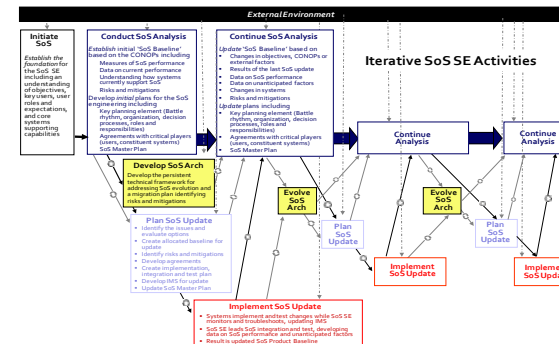 External Environment
Initiate
SoS
Establish the
foundation for
the SoS SE
including an
understanding
of objectives,
key users, user
roles and
expectations,
and core
systems
supporting
capabilities
Conduct SoS Analysis
Establish initial 'SoS Baseline'
based on the CONOPs including
Measures of SoS performance
Data on current performance
Understanding how systems
currently support SoS
Risks and mitigations
Develop initial plans for the SoS
engineering including
Key planning element (Battle
rhythm, organization, decision
processes, roles and
responsibilities)
Agreements with critical players
(users, constituent systems)
SoS Master Plan
Continue SoS Analysis
Update 'SoS Baseline' based on
• Changes in objectives, CONOPs or
external factors
• Results of the last SoS update
• Data on SoS performance
• Data on unanticipated factors
• Changes in systems
• Risks and mitigations
Update plans including
• Key planning element (Battle
rhythm, organization, decision
processes, roles and
responsibilities)
• Agreements with critical players
(users, constituent systems)
• SoS Master Plan
Iterative SoS SE Activities
Continue
Analysis
Continue
Analysis
Develop SoS Arch
Develop the persistent
technical framework for
addressing SoS evolution and
a migration plan identifying
risks and mitigations
Evolve
SoS
Arch
Evolve
SoS
Arch
Plan SoS Update
• Identify the issues and
evaluate options
• Create allocated baseline for
update
• Identify risks and mitigations
• Develop agreements
• Create implementation,
integration and test plan
• Develop IMS for update
• Update SoS Master Plan
Plan
SoS
Update
Plan
SoS
Update
Implement
SoS Update
Impleme
SoS Upda
Implement SoS Update
• Systems implement and test changes while SoS SE
monitors and troubleshoots, updating IMS
• SoS SE leads SoS integration and test, developing
data on SoS performance and unanticipated factors
• Result is updated SoS Product Baseline